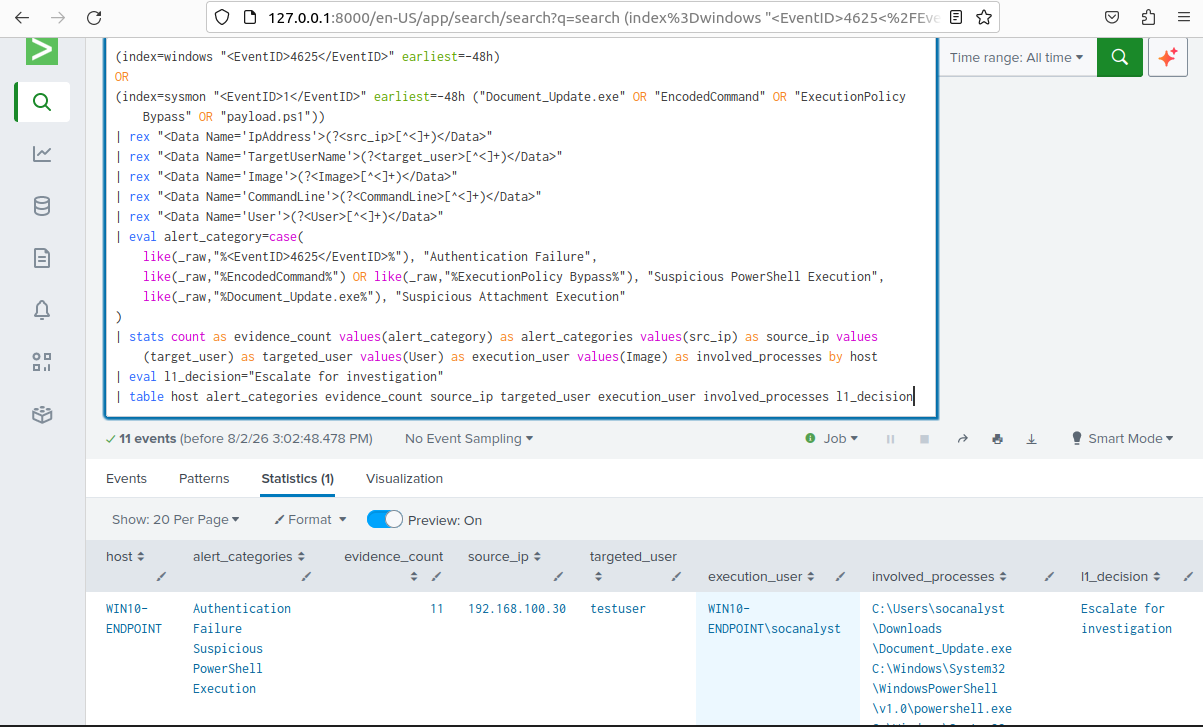 127.0.0.1:8000/en-US/app/search/search?q=search (index%3Dwindows "<EventID>4625<%2FEve
(index=windows "<EventID>4625</EventID>" earliest=-48h)
Time range: All time
OR
(index=sysmon "<EventID>1</EventID>" earliest=-48h ("Document_Update.exe" OR "EncodedCommand" OR "ExecutionPolicy
Bypass" OR "payload.ps1"))
| rex "<Data Name='IpAddress'>(?<src_ip>[^<]+)</Data>"
| rex "<Data Name='TargetUserName'>(?<target_user>[^<]+)</Data>"
| rex "<Data Name='Image'>(?<Image>[^<]+)</Data>"
| rex "<Data Name='CommandLine'>(?<CommandLine>[^<]+)</Data>"
| rex "<Data Name='User'>(?<User>[^<]+)</Data>"
| eval alert_category=case(
like(_raw,"%<EventID>4625</EventID>%"), "Authentication Failure",
like(_raw,"%EncodedCommand%") OR like(_raw,"%ExecutionPolicy Bypass%"), "Suspicious PowerShell Execution",
like(_raw,"%Document_Update.exe%"), "Suspicious Attachment Execution"
)
| stats count as evidence_count values(alert_category) as alert_categories values(src_ip) as source_ip values
(target_user) as targeted_user values(User) as execution_user values(Image) as involved_processes by host
| eval l1_decision="Escalate for investigation"
| table host alert_categories evidence_count source_ip targeted_user execution_user involved_processes l1_decision
11 events (before 8/2/26 3:02:48.478 PM) No Event Sampling Job Smart Mode
Events Patterns Statistics (1) Visualization
Show: 20 Per Page Format Preview: On
host alert_categories evidence_count source_ip targeted_user
execution_user involved_processes l1_decision
WIN10- Authentication 11 192.168.100.30 testuser WIN10- C:\Users\socanalyst Escalate for
ENDPOINT Failure ENDPOINT\socanalyst \Downloads investigation
Suspicious \Document_Update.exe
PowerShell C:\Windows\System32
Execution \WindowsPowerShell
\v1.0\powershell.exe